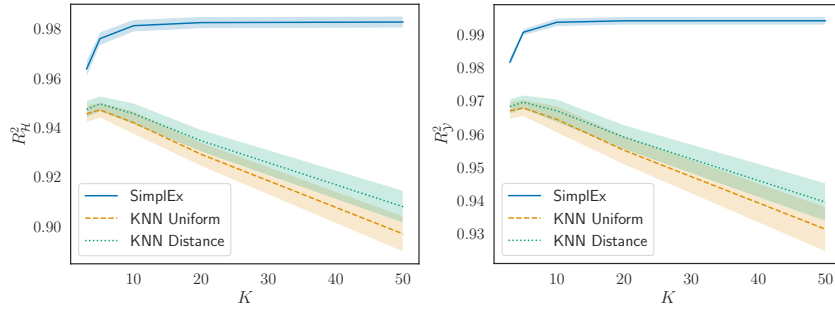 0.98
0.96
0.94
0.92
0.90
R²_H
SimplEx
KNN Uniform
KNN Distance
10 20 30 40 50
K
0.99
0.98
0.97
0.96
0.95
0.94
0.93
R²_Y
SimplEx
KNN Uniform
KNN Distance
10 20 30 40 50
K